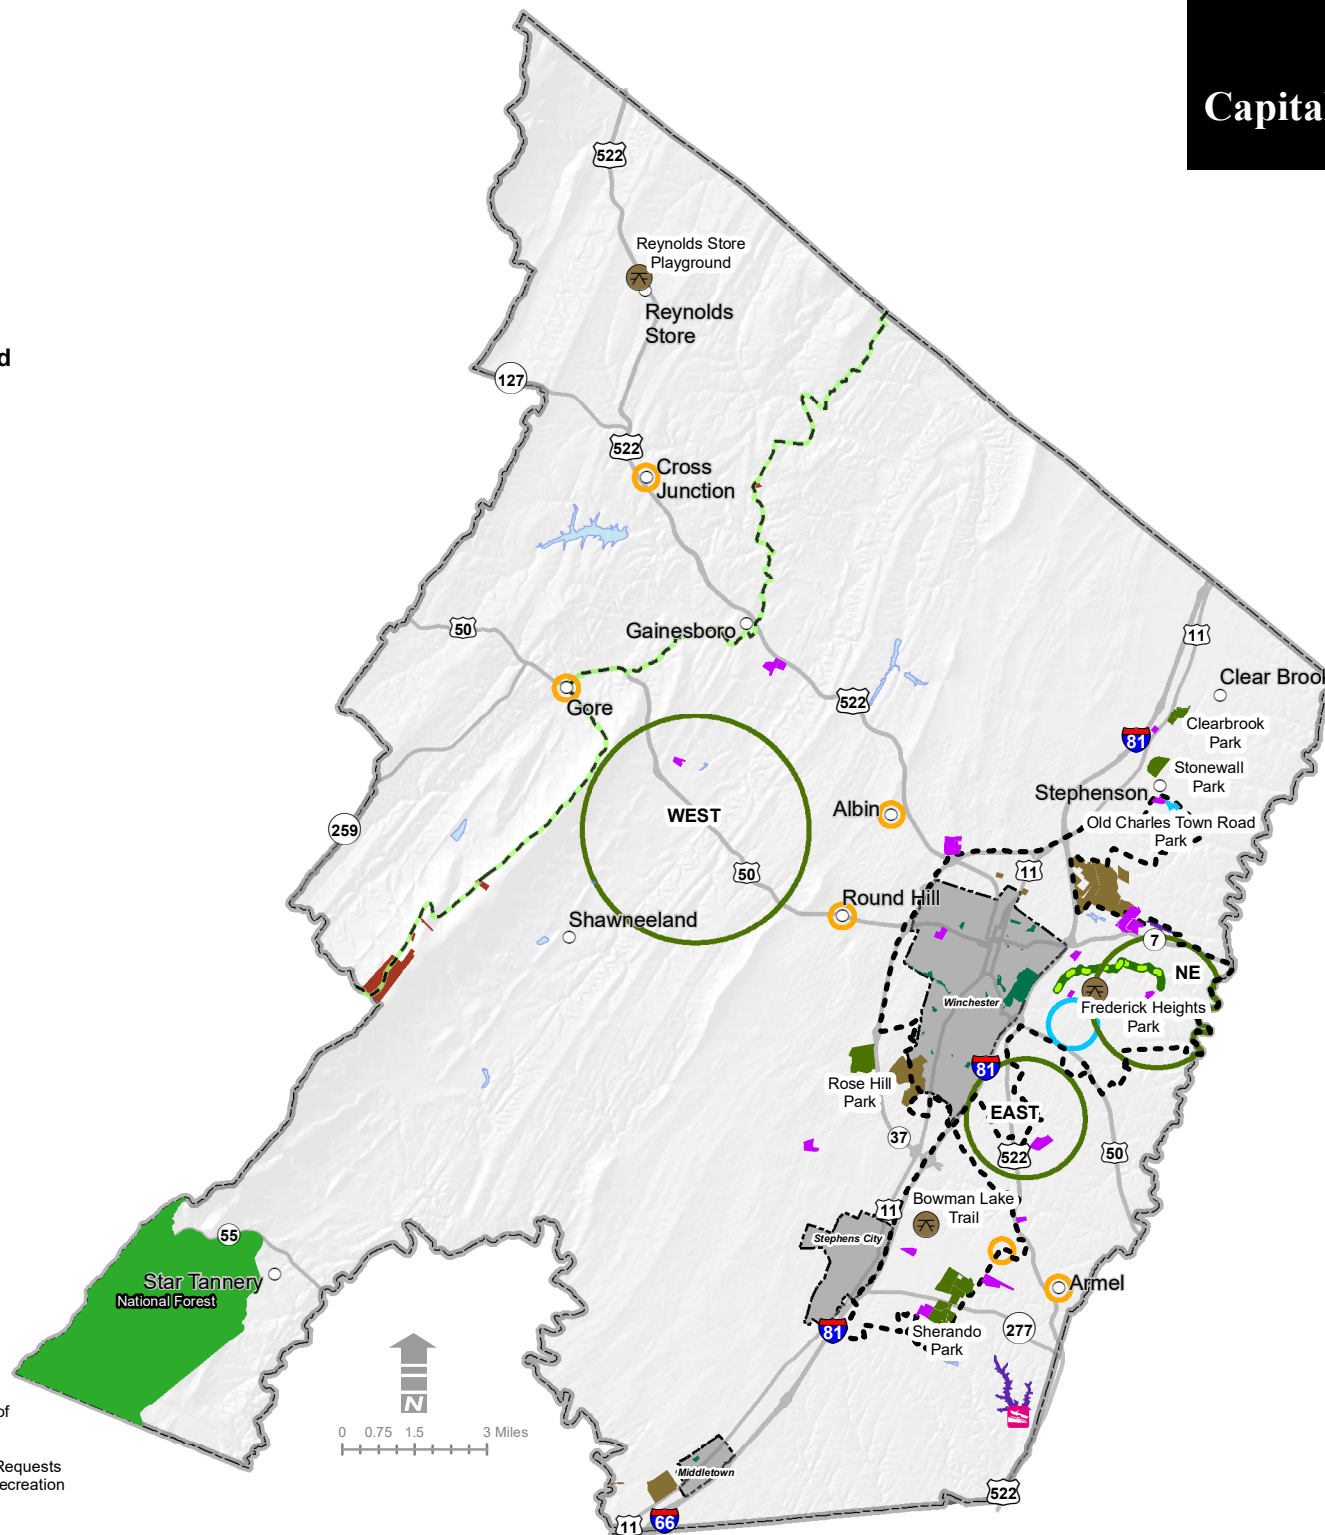 Capital
522
Reynolds Store
Playground
Reynolds
Store
d
127
522
Cross
Junction
50
Gainesboro
11
Clear Brook
Gore
522
Clearbrook
Park
81
Stonewall
Park
WEST
Stephenson
Albin
Old Charles Town Road
Park
259
50
11
Round Hill
Shawneeland
7
NE
Winchester
Frederick Heights
Park
81
Rose Hill
Park
EAST
37
522
50
Bowman Lake
Trail
11
Stephens City
55
Star Tannery
National Forest
Armel
81
Sherando
Park
277
N
of
0 0.75 1.5 3 Miles
Requests
ecreation
Middletown
522
11
66